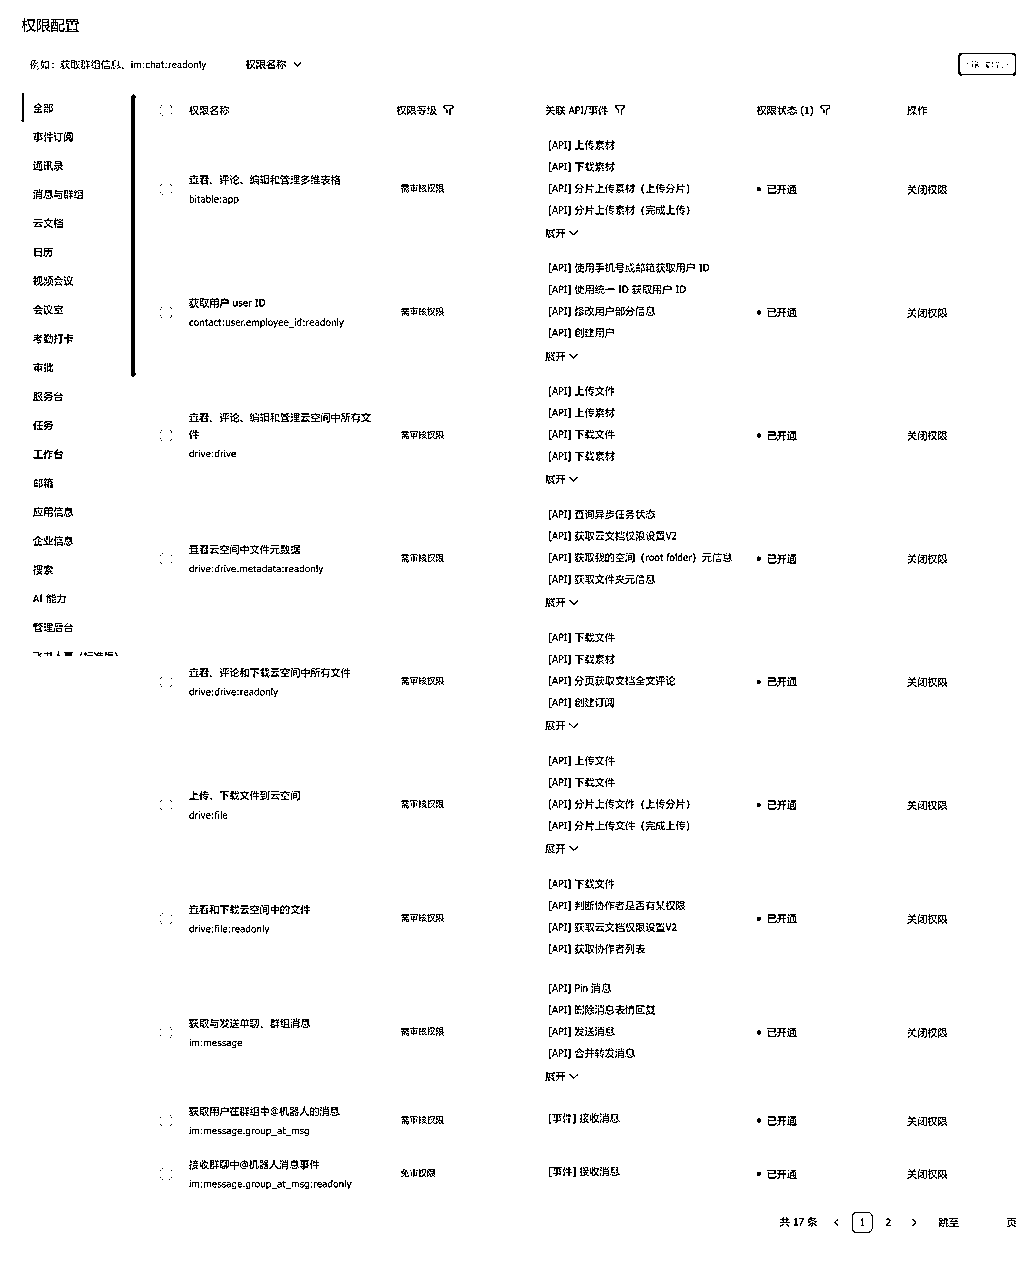 权限配置
例如：获取群组信息、im:chat:readonly
权限名称
全部
事件订阅
通讯录
消息与群组
云文档
日历
视频会议
会议室
考勤打卡
审批
服务台
任务
工作台
邮箱
应用信息
企业信息
搜索
AI 能力
管理后台
权限名称 权限等级 关联 API/事件 权限状态 (1) 操作
查看、评论、编辑和管理多维表格
bitable:app
需审核权限
[API] 上传素材
[API] 下载素材
[API] 分片上传素材（上传分片）
[API] 分片上传素材（完成上传）
展开
已开通
关闭权限
获取用户 user ID
contact:user.employee_id:readonly
需审核权限
[API] 使用手机号或邮箱获取用户 ID
[API] 使用统一 ID 获取用户 ID
[API] 修改用户部分信息
[API] 创建用户
展开
已开通
关闭权限
查看、评论、编辑和管理云空间中所有文
件
drive:drive
需审核权限
[API] 上传文件
[API] 上传素材
[API] 下载文件
[API] 下载素材
展开
已开通
关闭权限
查看云空间中文件元数据
drive:drive.metadata:readonly
需审核权限
[API] 查询异步任务状态
[API] 获取云文档权限设置V2
[API] 获取我的空间（root folder）元信息
[API] 获取文件夹元信息
展开
已开通
关闭权限
查看、评论和下载云空间中所有文件
drive:drive:readonly
需审核权限
[API] 下载文件
[API] 下载素材
[API] 分页获取文档全文评论
[API] 创建订阅
展开
已开通
关闭权限
上传、下载文件到云空间
drive:file
需审核权限
[API] 上传文件
[API] 下载文件
[API] 分片上传文件（上传分片）
[API] 分片上传文件（完成上传）
展开
已开通
关闭权限
查看和下载云空间中的文件
drive:file:readonly
需审核权限
[API] 下载文件
[API] 判断协作者是否有某权限
[API] 获取云文档权限设置V2
[API] 获取协作者列表
已开通
关闭权限
获取与发送单聊、群组消息
im:message
需审核权限
[API] Pin 消息
[API] 删除消息表情回复
[API] 发送消息
[API] 合并转发消息
展开
已开通
关闭权限
获取用户在群组中@机器人的消息
im:message.group_at_msg
需审核权限
[事件] 接收消息
已开通
关闭权限
接收群聊中@机器人消息事件
im:message.group_at_msg:readonly
免审权限
[事件] 接收消息
已开通
关闭权限
共 17 条 1 2 跳至 页